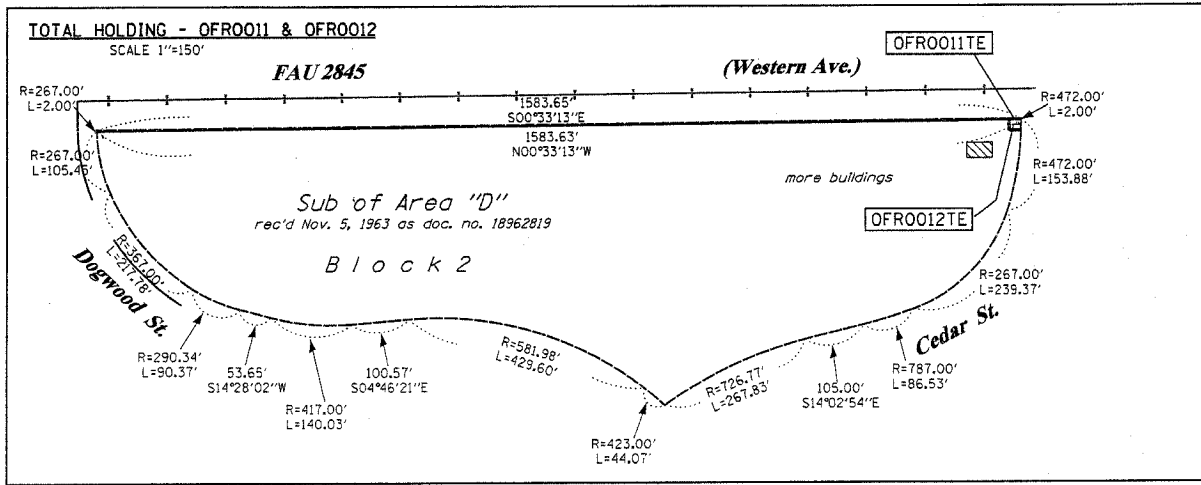 TOTAL HOLDING - OFR0011 & OFR0012
SCALE 1"=150'
OFR0011TE
FAU 2845
(Western Ave.)
R=267.00'
L=2.00'
1583.65'
S00°33'13"E
R=472.00'
L=2.00'
1583.63'
N00°33'13"W
R=267.00'
L=105.45'
R=472.00'
L=153.88'
more buildings
Sub of Area "D"
rec'd Nov. 5, 1963 as doc. no. 18962819
OFR0012TE
Block 2
R=367.00'
L=217.78'
Dogwood St.
R=267.00'
L=239.37'
Cedar St.
R=290.34'
L=90.37'
53.65'
S14°28'02"W
R=417.00'
L=140.03'
100.57'
S04°46'21"E
R=581.98'
L=429.60'
R=423.00'
L=44.07'
R=726.77'
L=267.83'
105.00'
S14°02'54"E
R=787.00'
L=86.53'